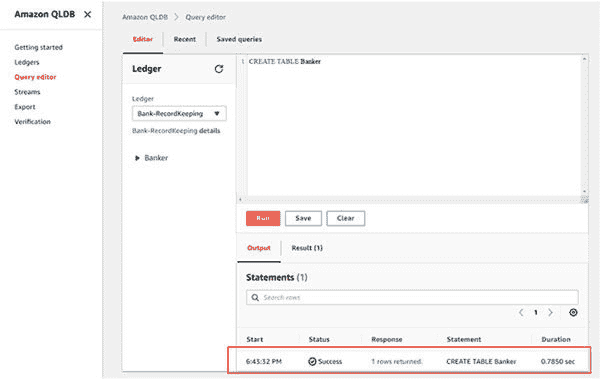 Amazon QLDB
Getting started
Ledgers
Query editor
Streams
Export
Verification
Amazon QLDB > Query editor
Editor Recent Saved queries
Ledger
Ledger
Bank-RecordKeeping
Bank-RecordKeeping details
Banker
1 CREATE TABLE Banker
Run Save Clear
Output Result (1)
Statements (1)
Search rows
1
Start Status Response Statement Duration
6:43:32 PM Success 1 rows returned. CREATE TABLE Banker 0.7850 sec